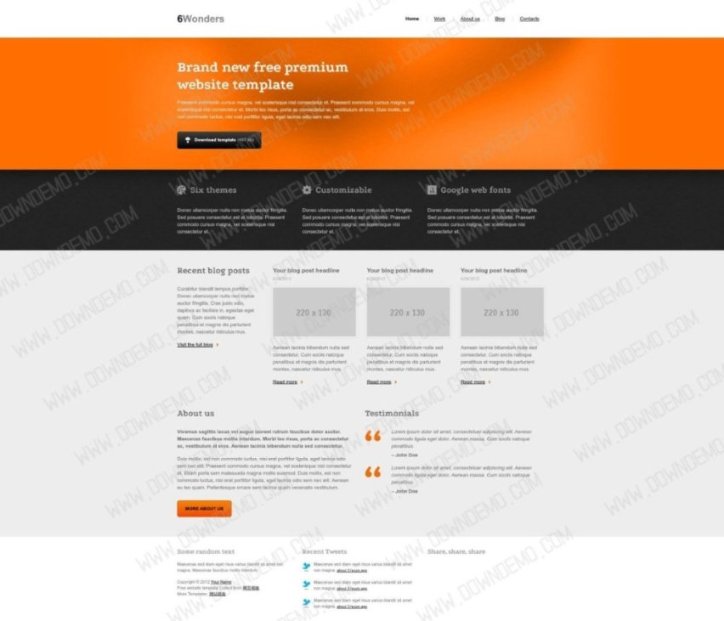 6Wonders
Home Work About us Blog Contacts
Brand new free premium
website template
Praesent commodo cursus magna, vel scelerisque nisl consectetur et. Praesent commodo cursus magna, vel
scelerisque nisl consectetur et. Morbi leo risus, porta ac consectetur ac, vestibulum at eros. Duis mollis, est
non commodo luctus, nisi erat porttitor ligula, eget lacinia odio sem nec elit.
Download template
Six themes
Customizable
Google web fonts
Donec ullamcorper nulla non metus auctor fringilla.
Sed posuere consectetur est at lobortis. Praesent
commodo cursus magna, vel scelerisque nisl
consectetur et.
Donec ullamcorper nulla non metus auctor fringilla.
Sed posuere consectetur est at lobortis. Praesent
commodo cursus magna, vel scelerisque nisl
consectetur et.
Donec ullamcorper nulla non metus auctor fringilla.
Sed posuere consectetur est at lobortis. Praesent
commodo cursus magna, vel scelerisque nisl
consectetur et.
Recent blog posts
Curabitur blandit tempus porttitor.
Donec ullamcorper nulla non metus
auctor fringilla. Cras justo odio,
dapibus ac facilisis in, egestas eget
quam. Cum sociis natoque
penatibus et magnis dis parturient
montes, nascetur ridiculus mus.
Visit the full blog
Your blog post headline
220 x 130
Aenean lacinia bibendum nulla sed
consectetur. Cum sociis natoque
penatibus et magnis dis parturient
montes, nascetur ridiculus mus.
Read more
Your blog post headline
220 x 130
Aenean lacinia bibendum nulla sed
consectetur. Cum sociis natoque
penatibus et magnis dis parturient
montes, nascetur ridiculus mus.
Read more
Your blog post headline
220 x 130
Aenean lacinia bibendum nulla sed
consectetur. Cum sociis natoque
penatibus et magnis dis parturient
montes, nascetur ridiculus mus.
Read more
About us
Vivamus sagittis lacus vel augue laoreet rutrum faucibus dolor auctor.
Maecenas faucibus mollis interdum. Morbi leo risus, porta ac consectetur
ac, vestibulum at eros. Aenean lacinia bibendum nulla sed consectetur.
Duis mollis, est non commodo luctus, nisi erat porttitor ligula, eget lacinia odio
sem nec elit. Praesent commodo cursus magna, vel scelerisque nisl consectetur
et. Etiam porta sem malesuada magna mollis euismod. Duis mollis, est non
commodo luctus, nisi erat porttitor ligula, eget lacinia odio sem nec elit. Aenean
eu leo quam. Pellentesque ornare sem lacinia quam venenatis vestibulum.
MORE ABOUT US
Testimonials
Lorem ipsum dolor sit amet, consectetuer adipiscing elit. Aenean
commodo ligula eget dolor. Aenean massa. Cum sociis natoque
- John Doe
Lorem ipsum dolor sit amet, consectetuer adipiscing elit. Aenean
commodo ligula eget dolor. Aenean massa. Cum sociis natoque
- John Doe
Some random text
Maecenas sed diam eget risus varius blandit sit amet non
magna. Maecenas faucibus mollis interdum.
Copyright © 2012 Your Name
Free website template
More Templates
Recent Tweets
Maecenas sed diam eget risus varius blandit sit amet
non magna. about 2 hours ago
Maecenas sed diam eget risus varius blandit sit amet
non magna. about 2 hours ago
Maecenas sed diam eget risus varius blandit sit amet
non magna. about 2 hours ago
Share, share, share
WWW.DOWNDEMO.COM